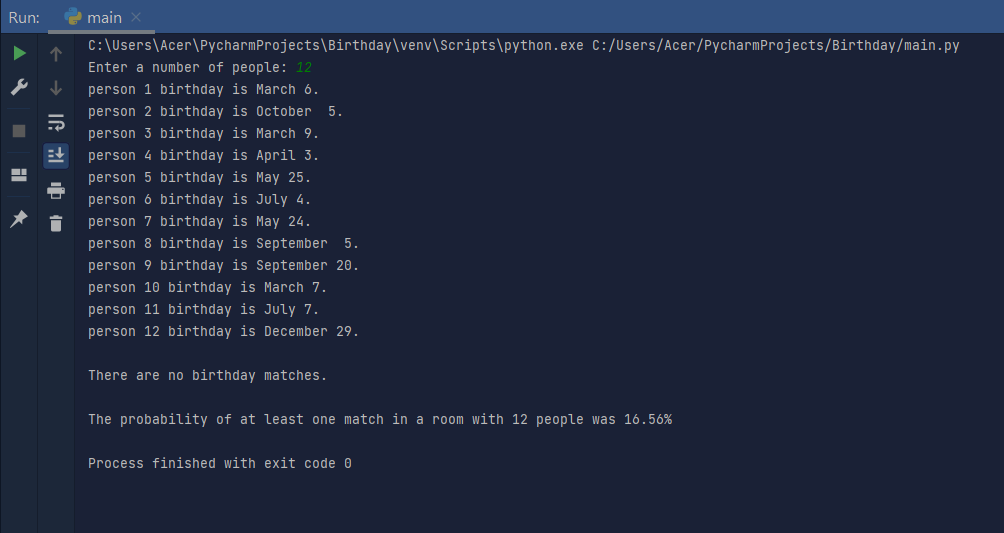 Run: main
C:\Users\Acer\PycharmProjects\Birthday\venv\Scripts\python.exe C:/Users/Acer/PycharmProjects/Birthday/main.py
Enter a number of people: 12
person 1 birthday is March 6.
person 2 birthday is October  5.
person 3 birthday is March 9.
person 4 birthday is April 3.
person 5 birthday is May 25.
person 6 birthday is July 4.
person 7 birthday is May 24.
person 8 birthday is September  5.
person 9 birthday is September 20.
person 10 birthday is March 7.
person 11 birthday is July 7.
person 12 birthday is December 29.
There are no birthday matches.
The probability of at least one match in a room with 12 people was 16.56%
Process finished with exit code 0